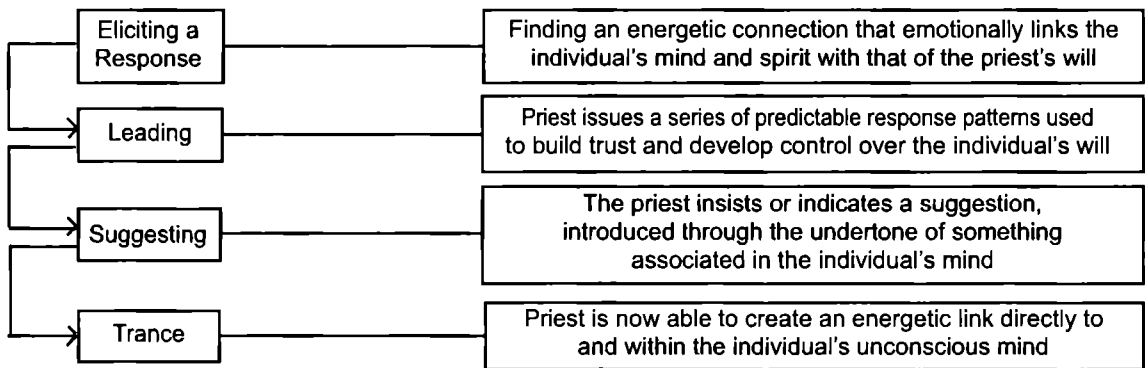 Eliciting a
Response
Finding an energetic connection that emotionally links the
individual's mind and spirit with that of the priest's will
Leading
Priest issues a series of predictable response patterns used
to build trust and develop control over the individual's will
Suggesting
The priest insists or indicates a suggestion,
introduced through the undertone of something
associated in the individual's mind
Trance
Priest is now able to create an energetic link directly to
and within the individual's unconscious mind